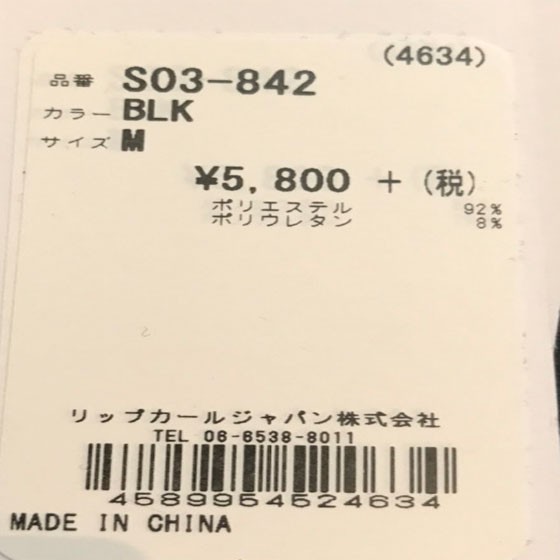 (4634)
品番 S03-842
カラー BLK
サイズ M
¥5,800 + (税)
ポリエステル 92%
ポリウレタン 8%
リップカールジャパン株式会社
TEL 06-6538-8011
4589954524634
MADE IN CHINA